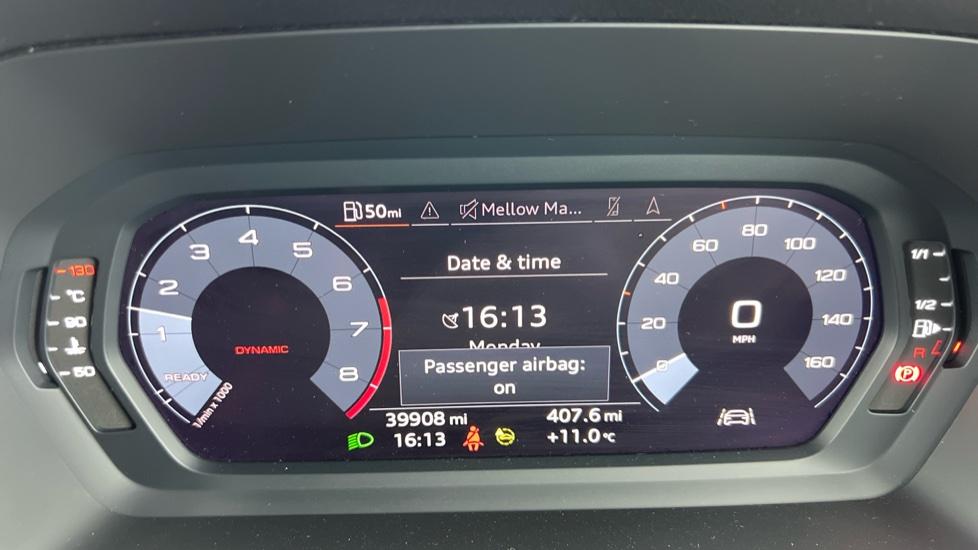 50mi
Mellow Ma...
Date & time
16:13
Monday
Passenger airbag:
on
39908 mi
407.6 mi
16:13
+11.0°C
1
2
3
4
5
6
7
8
DYNAMIC
READY
1/min x 1000
0
20
40
60
80
100
120
140
160
0
MPH
130
°C
90
50
1/1
1/2
R
P